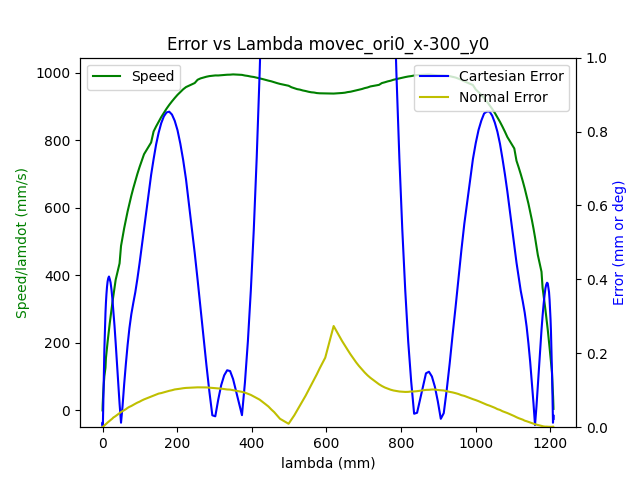 Error vs Lambda movec_ori0_x-300_y0
Speed
Cartesian Error
Normal Error
Speed/lamdot (mm/s)
1000
800
600
400
200
0
1.0
0.8
0.6
0.4
0.2
0.0
Error (mm or deg)
0 200 400 600 800 1000 1200
lambda (mm)